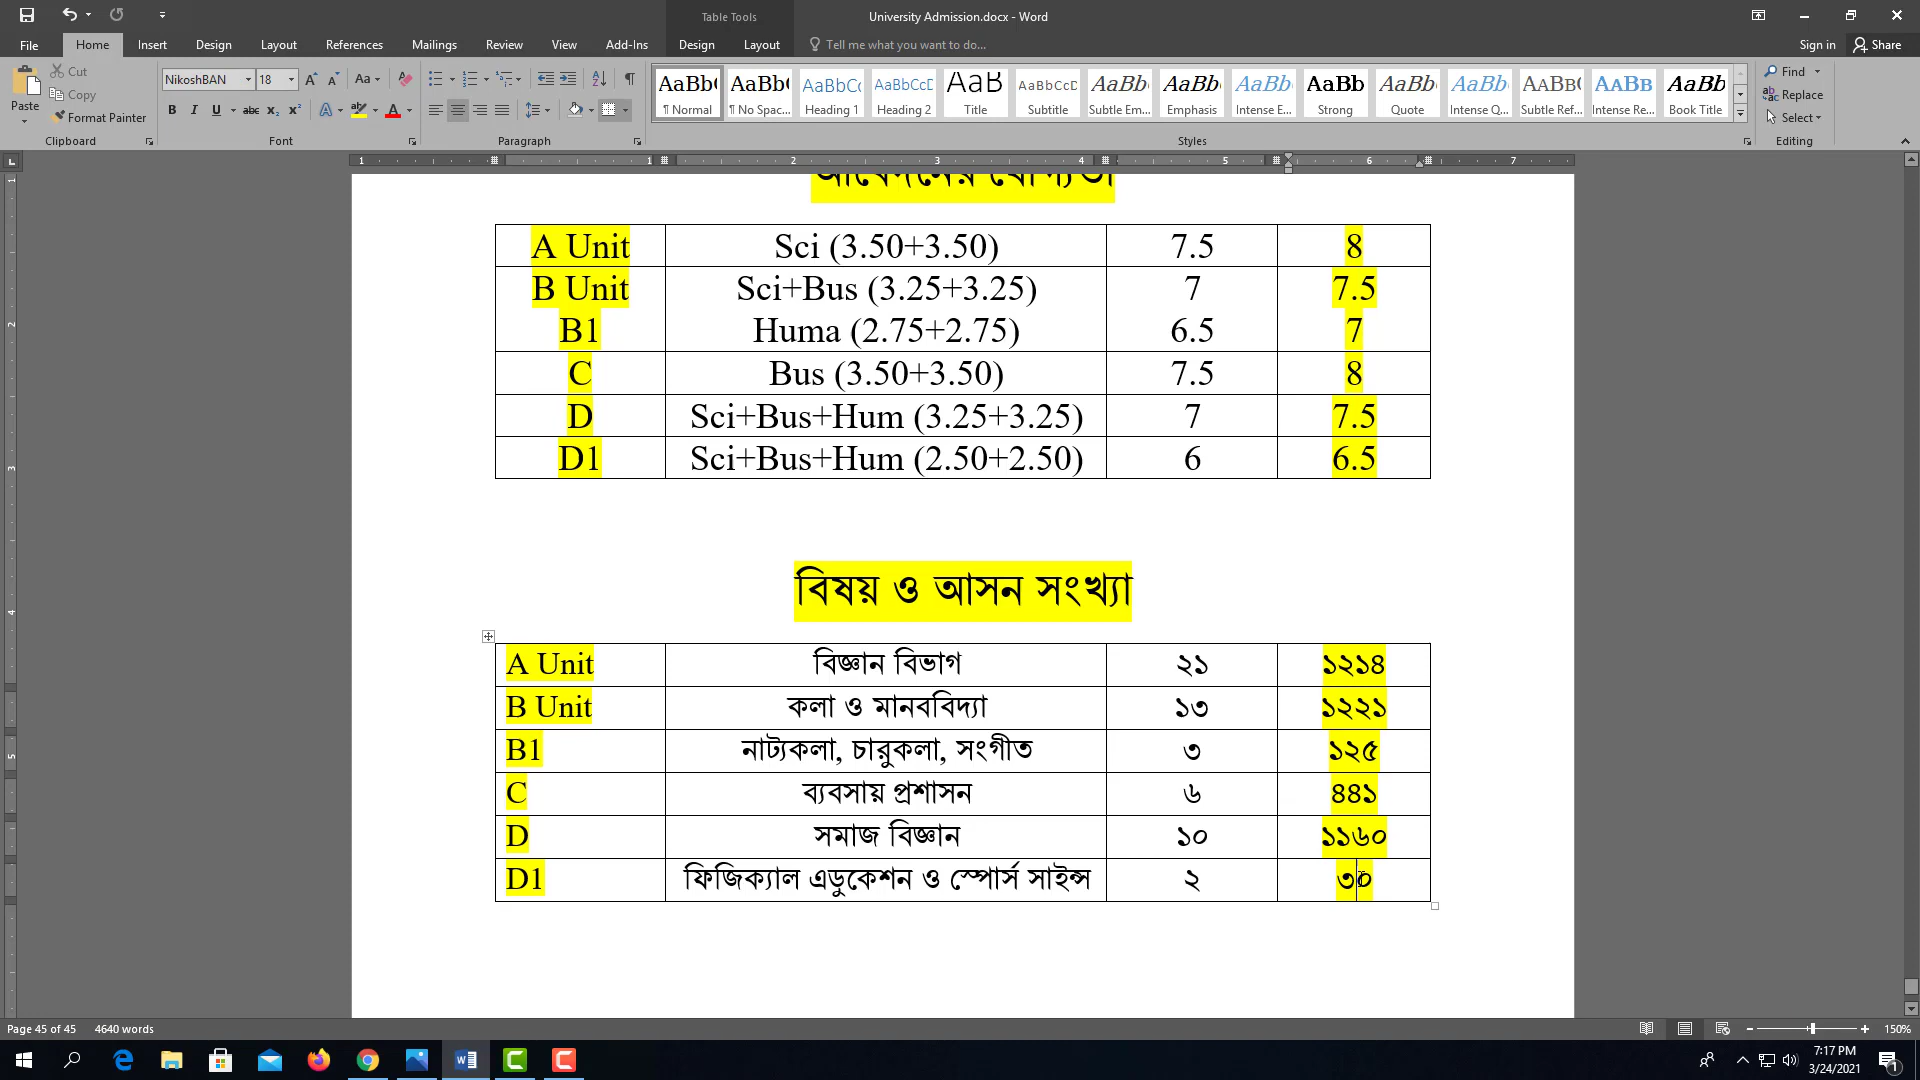 University Admission.docx - Word
Table Tools
File Home Insert Design Layout References Mailings Review View Add-Ins Design Layout Tell me what you want to do... Sign in Share
Paste Cut Copy Format Painter
NikoshBAN 18
AaBbC AaBbC AaBbCc AaBbCcD AaB AaBbCcD AaBb AaBb AaBb AaBb AaBb AaBb AaBbC AaBb AaBb
¶ Normal ¶ No Spac... Heading 1 Heading 2 Title Subtitle Subtle Em... Emphasis Intense E... Strong Quote Intense Q... Subtle Ref... Intense Re... Book Title
Find
Replace
Select
Clipboard Font Paragraph Styles Editing
আবেদনের যোগ্যতা
A Unit Sci (3.50+3.50) 7.5 8
B Unit Sci+Bus (3.25+3.25) 7 7.5
B1 Huma (2.75+2.75) 6.5 7
C Bus (3.50+3.50) 7.5 8
D Sci+Bus+Hum (3.25+3.25) 7 7.5
D1 Sci+Bus+Hum (2.50+2.50) 6 6.5
বিষয় ও আসন সংখ্যা
A Unit বিজ্ঞান বিভাগ ২১ ১২১৪
B Unit কলা ও মানববিদ্যা ১৩ ১২২১
B1 নাট্যকলা, চারুকলা, সংগীত ৩ ১২৫
C ব্যবসায় প্রশাসন ৬ ৪৪১
D সমাজ বিজ্ঞান ১০ ১১৬০
D1 ফিজিক্যাল এডুকেশন ও স্পোর্স সাইন্স ২ ৩০
Page 45 of 45 4640 words 150%
7:17 PM
3/24/2021